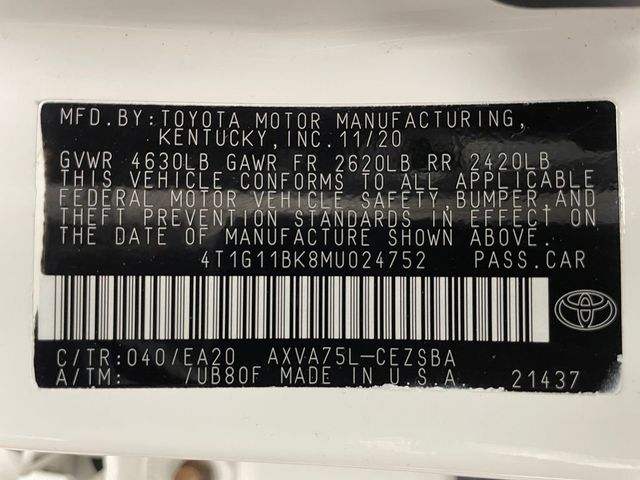 MFD.BY:TOYOTA MOTOR MANUFACTURING,
KENTUCKY,INC.11/20
GVWR 4630LB GAWR FR 2620LB RR 2420LB
THIS VEHICLE CONFORMS TO ALL APPLICABLE
FEDERAL MOTOR VEHICLE SAFETY,BUMPER,AND
THEFT PREVENTION STANDARDS IN EFFECT ON
THE DATE OF MANUFACTURE SHOWN ABOVE.
4T1G11BK8MU024752 PASS.CAR
C/TR:040/EA20 AXVA75L-CEZSBA
A/TM: /UB80F MADE IN U.S.A. 21437